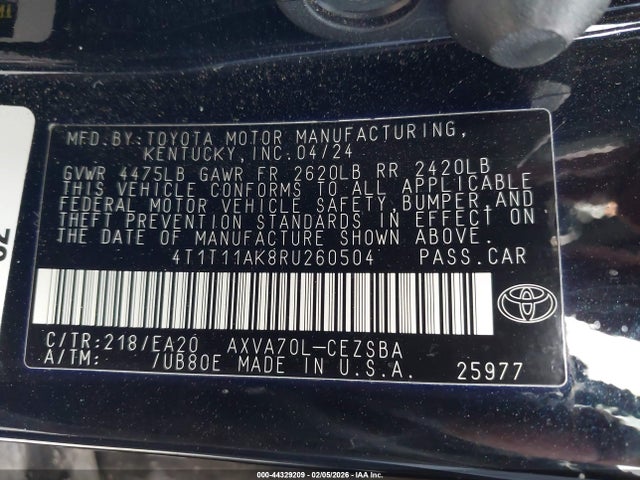 MFD.BY:TOYOTA MOTOR MANUFACTURING,
KENTUCKY,INC.04/24
GVWR 4475LB GAWR FR 2620LB RR 2420LB
THIS VEHICLE CONFORMS TO ALL APPLICABLE
FEDERAL MOTOR VEHICLE SAFETY,BUMPER,AND
THEFT PREVENTION STANDARDS IN EFFECT ON
THE DATE OF MANUFACTURE SHOWN ABOVE.
4T1T11AK8RU260504 PASS.CAR
C/TR:218/EA20 AXVA70L-CEZSBA
A/TM: /UB80E MADE IN U.S.A. 25977
000-44329209 - 02/05/2026 - IAA Inc.